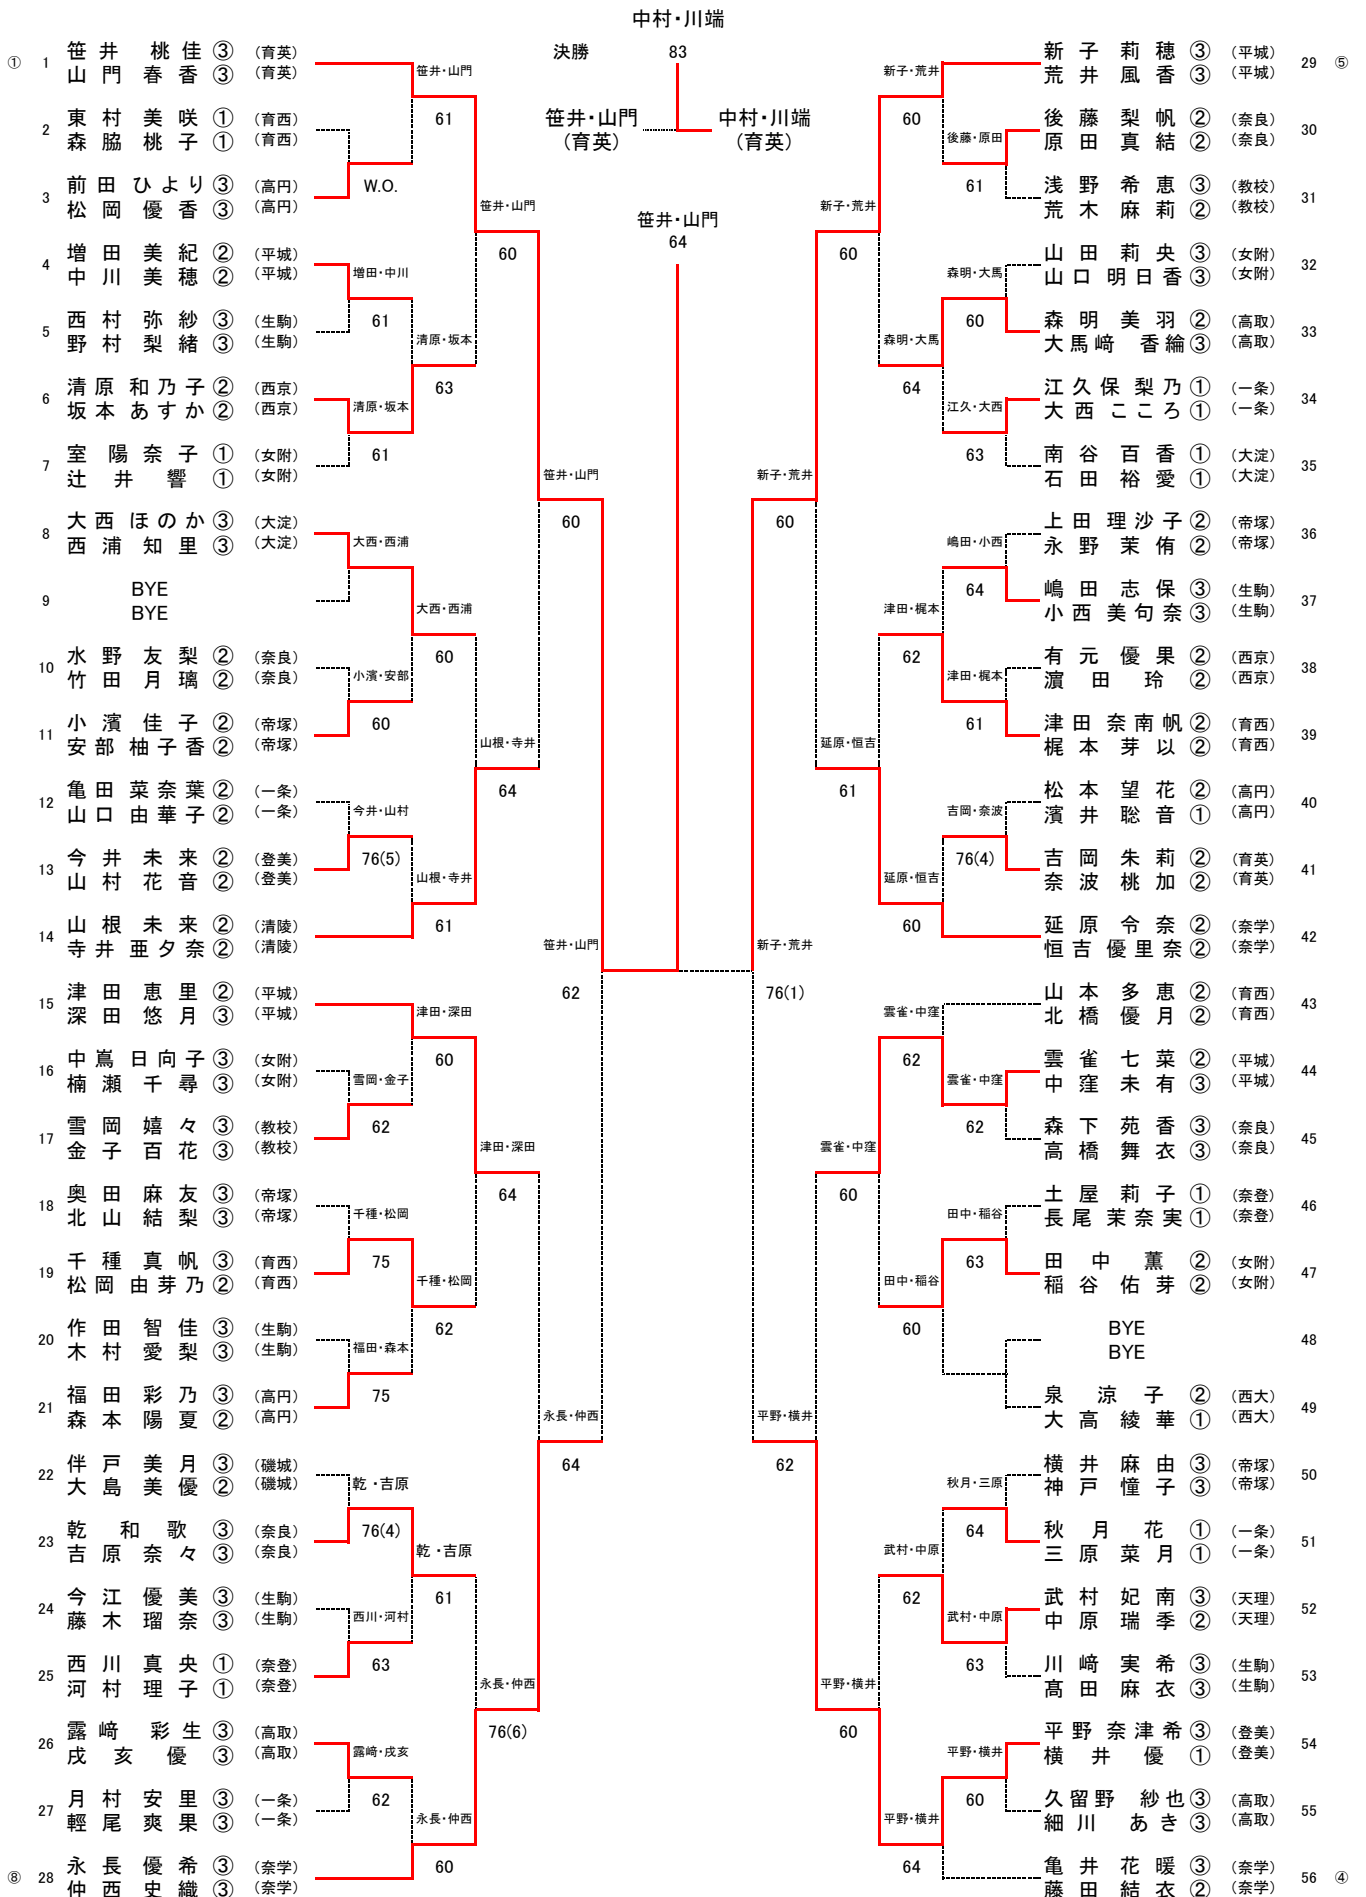 中村・川端
決勝 83
笹井・山門 中村・川端
(育英) (育英)
笹井・山門
64
① 1 笹井 桃佳 ③ (育英)
山門 春香 ③ (育英)
2 東村 美咲 ① (育西)
森脇 桃子 ① (育西)
3 前田 ひより ③ (高円)
松岡 優香 ③ (高円)
4 増田 美紀 ② (平城)
中川 美穂 ② (平城)
5 西村 弥紗 ③ (生駒)
野村 梨緒 ③ (生駒)
6 清原 和乃子 ② (西京)
坂本 あすか ② (西京)
7 室 陽奈子 ① (女附)
辻井 響 ① (女附)
8 大西 ほのか ③ (大淀)
西浦 知里 ③ (大淀)
9 BYE
BYE
10 水野 友梨 ② (奈良)
竹田 月璃 ② (奈良)
11 小濱 佳子 ② (帝塚)
安部 柚子香 ② (帝塚)
12 亀田 菜奈葉 ② (一条)
山口 由華子 ② (一条)
13 今井 未来 ② (登美)
山村 花音 ② (登美)
14 山根 未来 ② (清陵)
寺井 亜夕奈 ② (清陵)
15 津田 恵里 ② (平城)
深田 悠月 ③ (平城)
16 中嶌 日向子 ③ (女附)
楠瀬 千尋 ③ (女附)
17 雪岡 嬉々 ③ (教校)
金子 百花 ③ (教校)
18 奥田 麻友 ③ (帝塚)
北山 結梨 ③ (帝塚)
19 千種 真帆 ③ (育西)
松岡 由芽乃 ② (育西)
20 作田 智佳 ③ (生駒)
木村 愛梨 ③ (生駒)
21 福田 彩乃 ③ (高円)
森本 陽夏 ② (高円)
22 伴戸 美月 ③ (磯城)
大島 美優 ② (磯城)
23 乾 和歌 ③ (奈良)
吉原 奈々 ③ (奈良)
24 今江 優美 ③ (生駒)
藤木 瑠奈 ③ (生駒)
25 西川 真央 ① (奈登)
河村 理子 ① (奈登)
26 露﨑 彩生 ③ (高取)
戌亥 優 ③ (高取)
27 月村 安里 ③ (一条)
輕尾 爽果 ③ (一条)
⑧ 28 永長 優希 ③ (奈学)
仲西 史織 ③ (奈学)
笹井・山門
61
W.O.
増田・中川
61
清原・坂本
63
清原・坂本
61
笹井・山門
60
大西・西浦
大西・西浦
60
小濱・安部
60
山根・寺井
64
今井・山村
76(5)
山根・寺井
61
笹井・山門
60
笹井・山門
62
津田・深田
60
雪岡・金子
62
津田・深田
64
千種・松岡
75
千種・松岡
62
福田・森本
75
永長・仲西
64
乾・吉原
76(4)
乾・吉原
61
西川・河村
63
永長・仲西
76(6)
露﨑・戌亥
62
永長・仲西
60
新子 莉穂 ③ (平城) 29 ⑤
荒井 風香 ③ (平城)
後藤 梨帆 ② (奈良) 30
原田 真結 ② (奈良)
浅野 希恵 ③ (教校) 31
荒木 麻莉 ② (教校)
山田 莉央 ③ (女附) 32
山口 明日香 ③ (女附)
森明 美羽 ② (高取) 33
大馬﨑 香綸 ③ (高取)
江久保 梨乃 ① (一条) 34
大西 こころ ① (一条)
南谷 百香 ① (大淀) 35
石田 裕愛 ① (大淀)
上田 理沙子 ② (帝塚) 36
永野 茉侑 ② (帝塚)
嶋田 志保 ③ (生駒) 37
小西 美句奈 ③ (生駒)
有元 優果 ② (西京) 38
濵田 玲 ② (西京)
津田 奈南帆 ② (育西) 39
梶本 芽以 ② (育西)
松本 望花 ② (高円) 40
濱井 聡音 ① (高円)
吉岡 朱莉 ② (育英) 41
奈波 桃加 ② (育英)
延原 令奈 ② (奈学) 42
恒吉 優里奈 ② (奈学)
山本 多恵 ② (育西) 43
北橋 優月 ② (育西)
雲雀 七菜 ② (平城) 44
中窪 未有 ③ (平城)
森下 苑香 ③ (奈良) 45
高橋 舞衣 ③ (奈良)
土屋 莉子 ① (奈登) 46
長尾 茉奈実 ① (奈登)
田中 薫 ② (女附) 47
稲谷 佑芽 ② (女附)
BYE 48
BYE
泉 涼子 ② (西大) 49
大高 綾華 ① (西大)
横井 麻由 ③ (帝塚) 50
神戸 憧子 ③ (帝塚)
秋月 花 ① (一条) 51
三原 菜月 ① (一条)
武村 妃南 ③ (天理) 52
中原 瑞季 ② (天理)
川﨑 実希 ③ (生駒) 53
髙田 麻衣 ③ (生駒)
平野 奈津希 ③ (登美) 54
横井 優 ① (登美)
久留野 紗也 ③ (高取) 55
細川 あき ③ (高取)
亀井 花暖 ③ (奈学) 56 ④
藤田 結衣 ② (奈学)
新子・荒井
60
後藤・原田
61
新子・荒井
60
森明・大馬
60
森明・大馬
64
江久・大西
63
新子・荒井
60
嶋田・小西
64
津田・梶本
62
津田・梶本
61
延原・恒吉
61
吉岡・奈波
76(4)
延原・恒吉
60
新子・荒井
76(1)
雲雀・中窪
62
雲雀・中窪
62
雲雀・中窪
60
田中・稲谷
63
田中・稲谷
60
平野・横井
62
秋月・三原
64
武村・中原
62
武村・中原
63
平野・横井
60
平野・横井
60
平野・横井
64